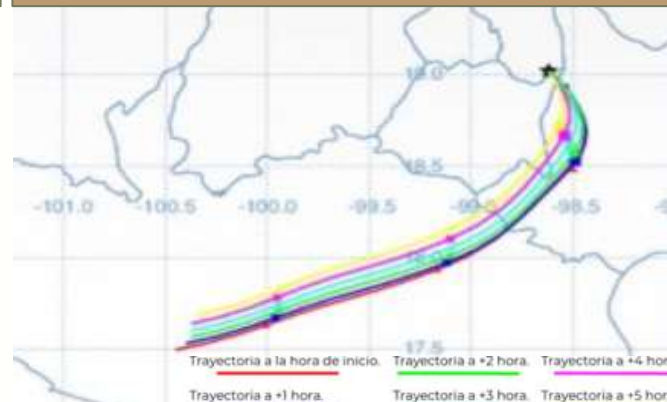 19.0
18.5
-101.0 -100.5 -100.0 -99.5 -99.0 -98.5
18.0
17.5
Trayectoria a la hora de inicio. Trayectoria a +2 hora. Trayectoria a +4 hor
Trayectoria a +1 hora. Trayectoria a +3 hora. Trayectoria a +5 hor